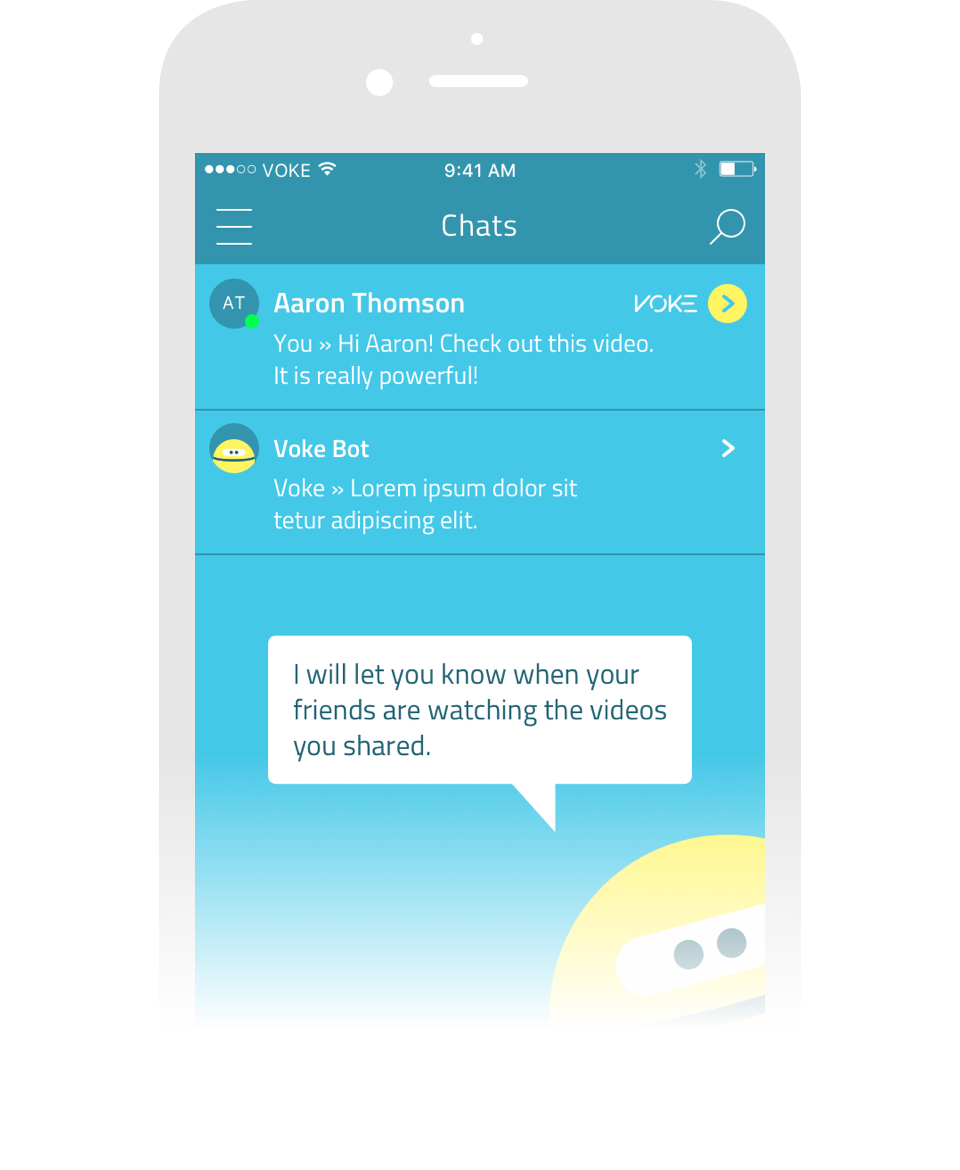 VOKE 9:41 AM
Chats
AT Aaron Thomson VOKE
You » Hi Aaron! Check out this video.
It is really powerful!
Voke Bot
Voke » Lorem ipsum dolor sit
tetur adipiscing elit.
I will let you know when your
friends are watching the videos
you shared.